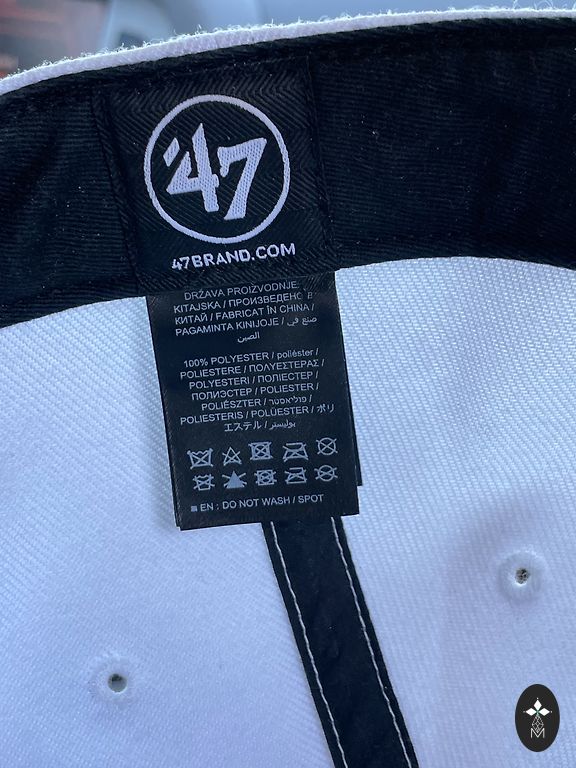 '47
47BRAND.COM
DRŽAVA PROIZVODNJE:
KITAJSKA / ПРОИЗВЕДЕНО В
КИТАЙ / FABRICAT ÎN CHINA /
PAGAMINTA KINIJOJE / صنع في
الصين
100% POLYESTER / poliéster /
POLIESTERE / ΠΟΛΥΕΣΤΕΡΑΣ /
POLYESTERI / ПОЛІЕСТЕР /
ПОЛИЭСТЕР / POLIESTER /
POLIÉSZTER / פוליאסטר /
POLIESTERIS / POLÜESTER / ポリ
エステル / بوليستر /
EN : DO NOT WASH / SPOT
M